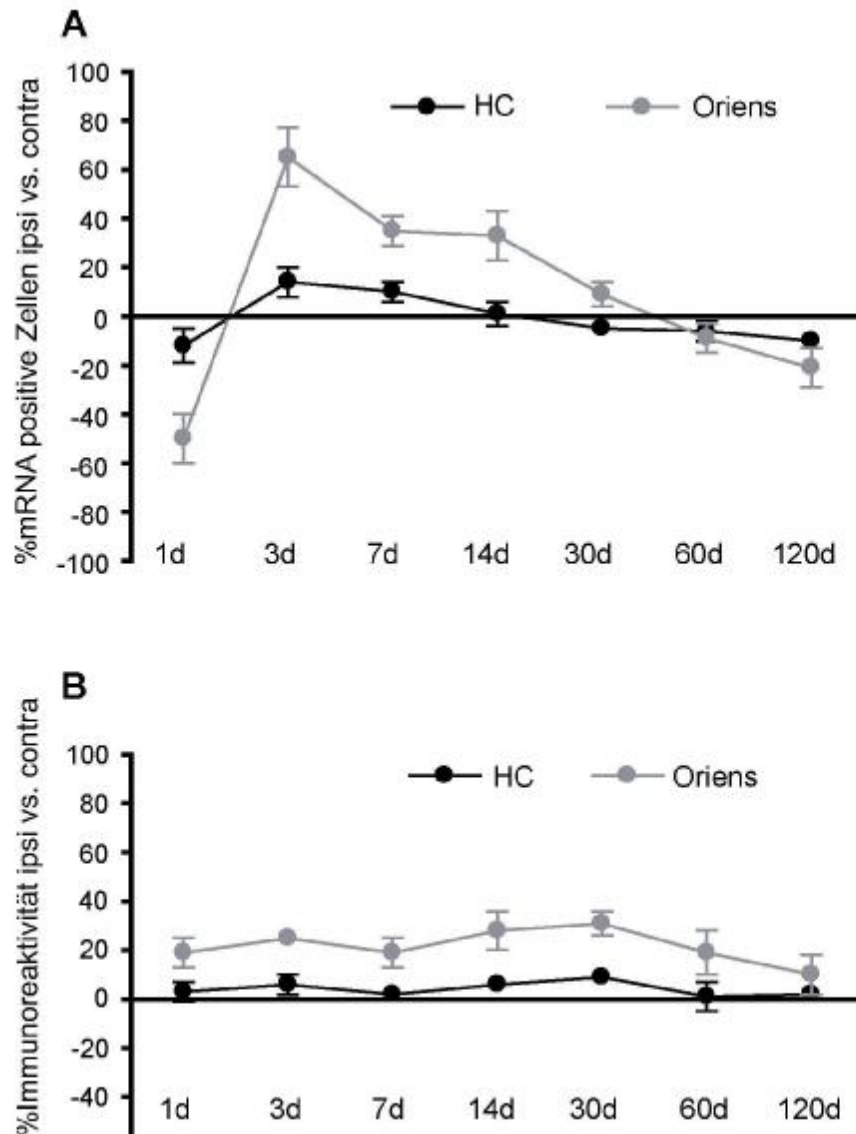 A
%mRNA positive Zellen ipsi vs. contra
100
80
60
40
20
0
-20
-40
-60
-80
-100
HC
Oriens
1d 3d 7d 14d 30d 60d 120d
B
%Immunoreaktivität ipsi vs. contra
100
80
60
40
20
0
-20
-40
HC
Oriens
1d 3d 7d 14d 30d 60d 120d